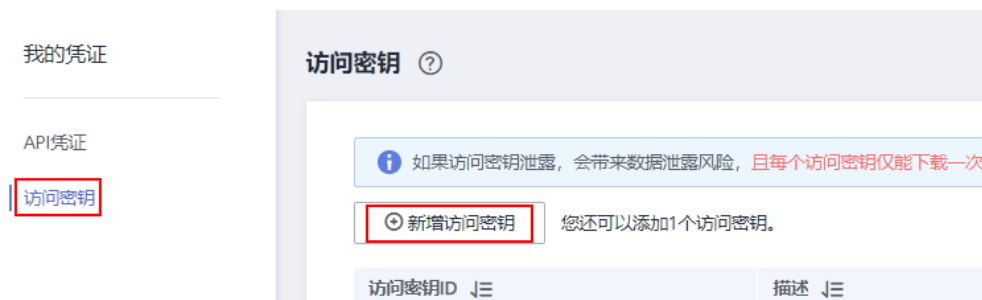 我的凭证
访问密钥
API凭证
如果访问密钥泄露，会带来数据泄露风险，且每个访问密钥仅能下载一次
访问密钥
新增访问密钥 您还可以添加1个访问密钥。
访问密钥ID 描述